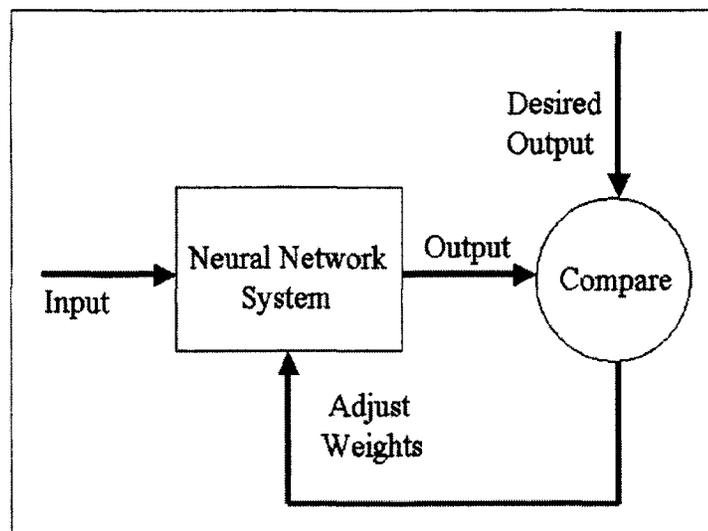 Desired
Output
Neural Network
System
Output
Compare
Input
Adjust
Weights